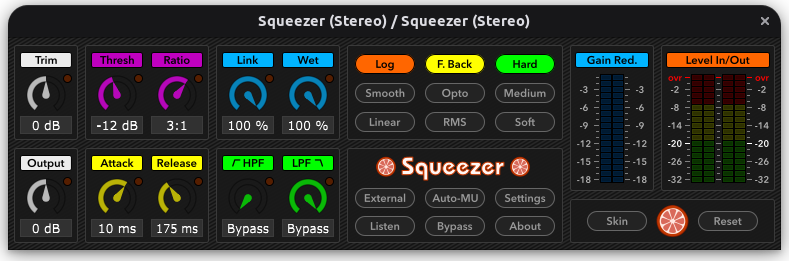 Squeezer (Stereo) / Squeezer (Stereo)
Trim
0 dB
Thresh Ratio
-12 dB 3:1
Link Wet
100 % 100 %
Log F. Back Hard
Smooth Opto Medium
Linear RMS Soft
Gain Red.
-3 -3
-6 -6
-9 -9
-12 -12
-15 -15
-18 -18
Level In/Out
ovr ovr
-2 -2
-8 -8
-14 -14
-20 -20
-26 -26
-32 -32
Output
0 dB
Attack Release
10 ms 175 ms
HPF LPF
Bypass Bypass
Squeezer
External Auto-MU Settings
Listen Bypass About
Skin Reset